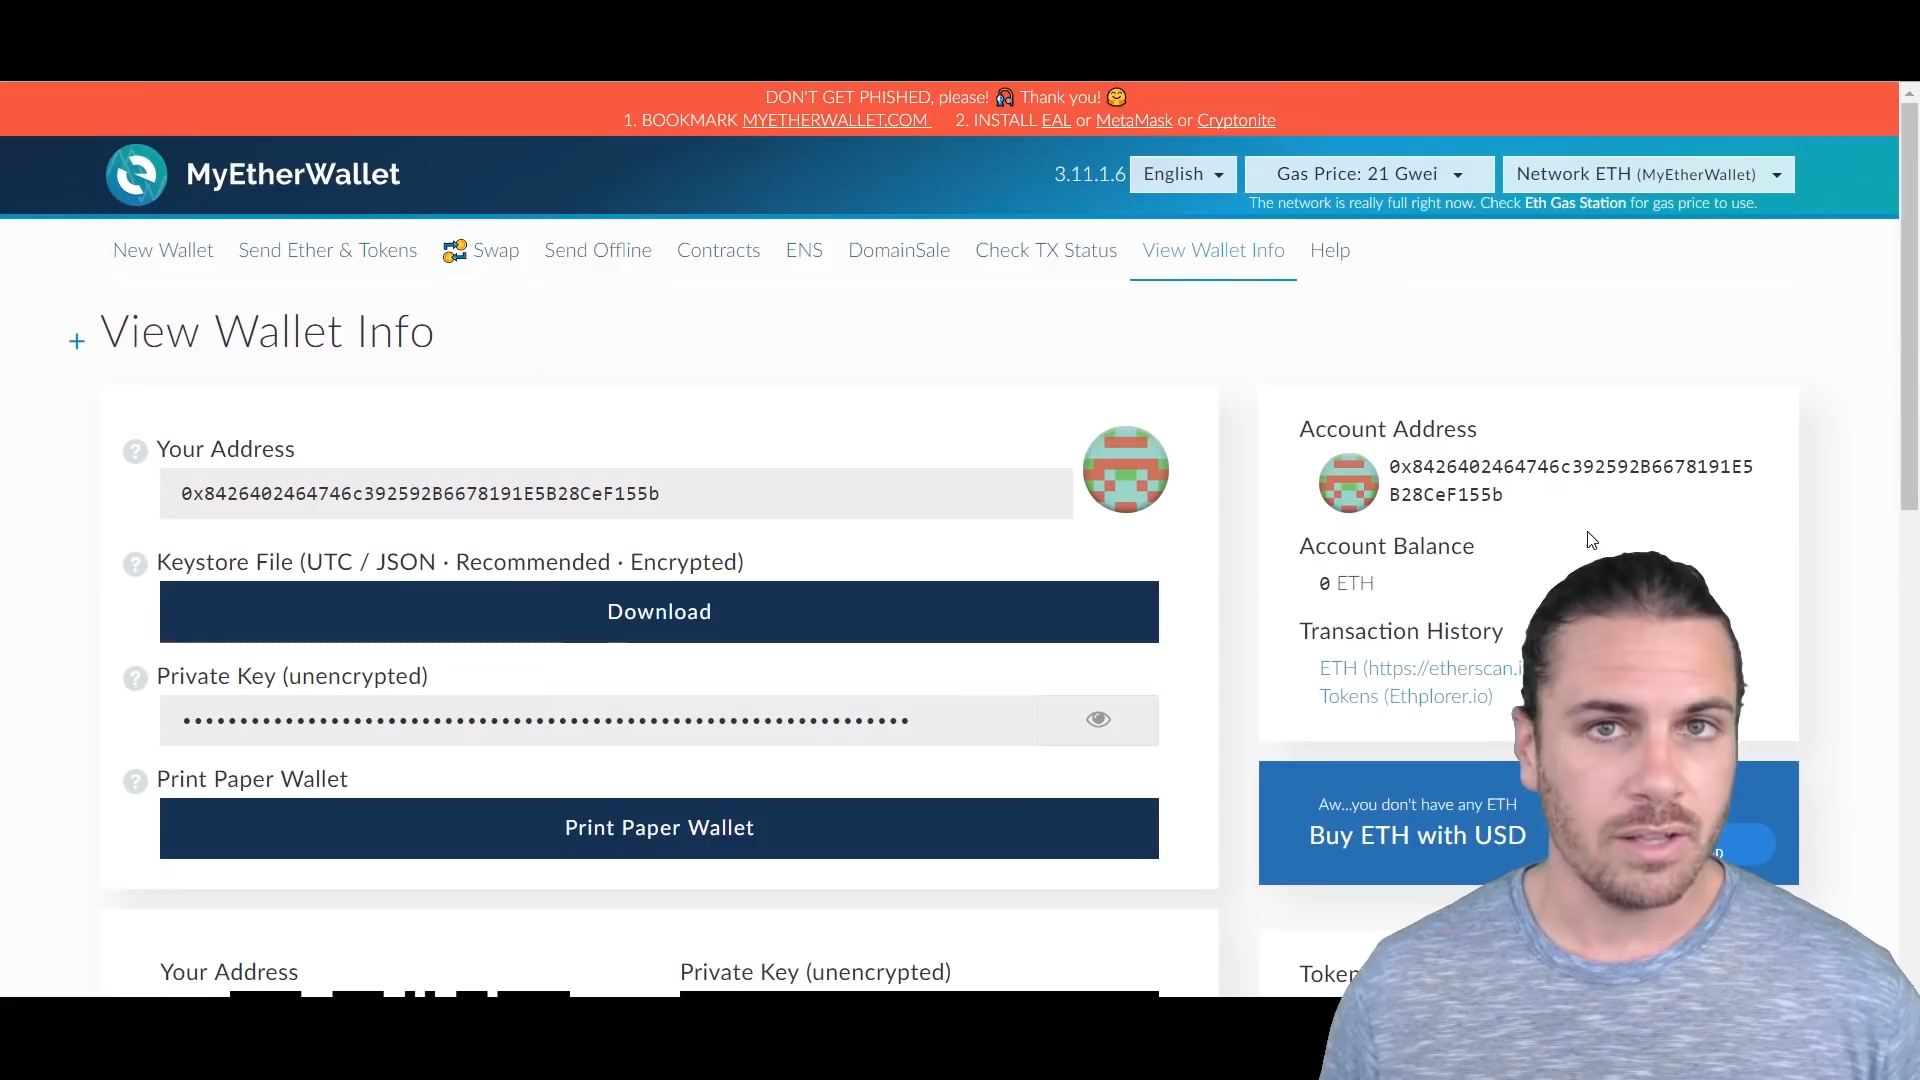 DON'T GET PHISHED, please! Thank you!
1. BOOKMARK MYETHERWALLET.COM 2. INSTALL EAL or MetaMask or Cryptonite
MyEtherWallet
3.11.1.6
English
Gas Price: 21 Gwei
Network ETH (MyEtherWallet)
The network is really full right now. Check Eth Gas Station for gas price to use.
New Wallet Send Ether & Tokens Swap Send Offline Contracts ENS DomainSale Check TX Status View Wallet Info Help
+ View Wallet Info
Your Address
0x8426402464746c392592B6678191E5B28CeF155b
Keystore File (UTC / JSON · Recommended · Encrypted)
Download
Private Key (unencrypted)
Print Paper Wallet
Print Paper Wallet
Your Address
Private Key (unencrypted)
Account Address
0x8426402464746c392592B6678191E5
B28CeF155b
Account Balance
0 ETH
Transaction History
ETH (https://etherscan.i
Tokens (Ethplorer.io)
Aw...you don't have any ETH
Buy ETH with USD